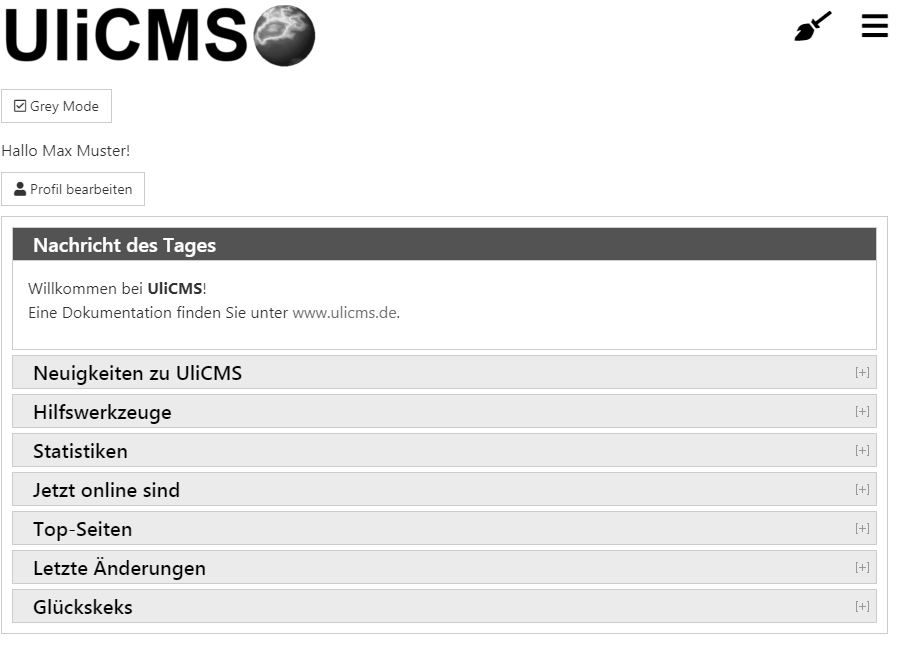 UliCMS
Grey Mode
Hallo Max Muster!
Profil bearbeiten
Nachricht des Tages
Willkommen bei UliCMS!
Eine Dokumentation finden Sie unter www.ulicms.de.
Neuigkeiten zu UliCMS [+]
Hilfswerkzeuge [+]
Statistiken [+]
Jetzt online sind [+]
Top-Seiten [+]
Letzte Änderungen [+]
Glückskeks [+]